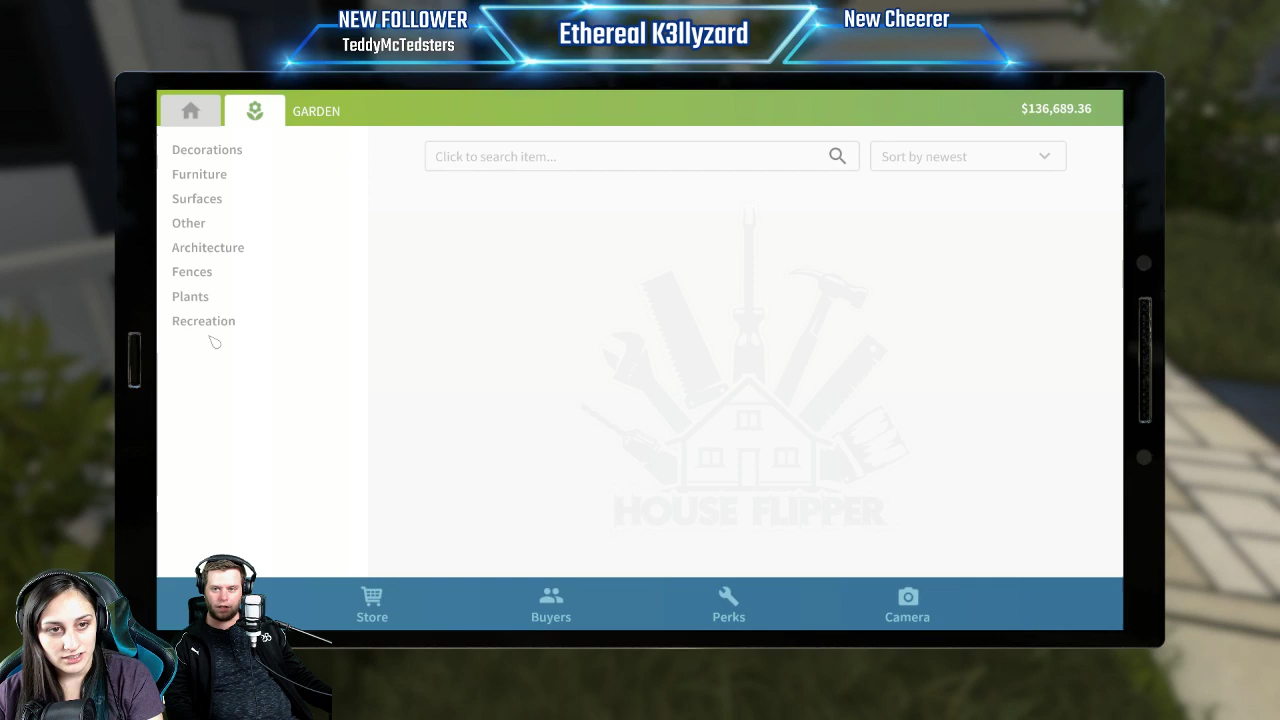 NEW FOLLOWER
TeddyMcTedsters
Ethereal K3llyzard
New Cheerer
GARDEN
$136,689.36
Click to search item...
Sort by newest
Decorations
Furniture
Surfaces
Other
Architecture
Fences
Plants
Recreation
HOUSE FLIPPER
Store
Buyers
Perks
Camera